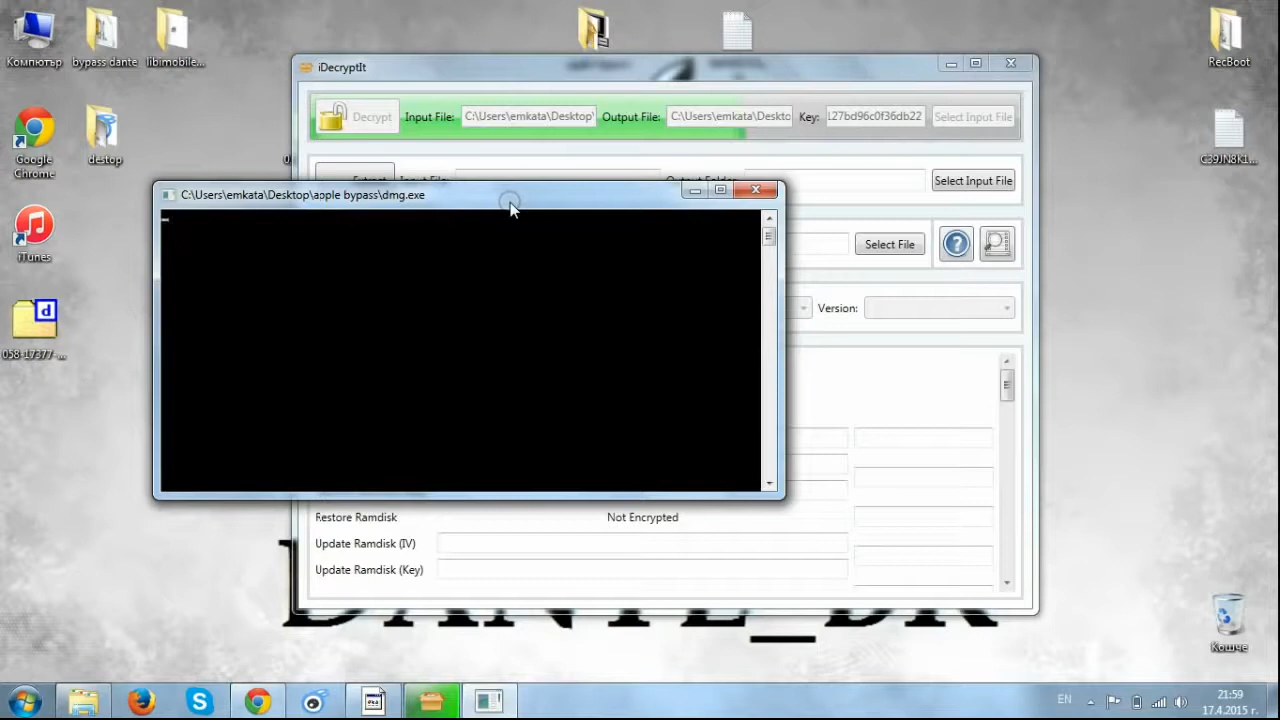 Компютър
bypass dante
libimobile...
RecBoot
Google
Chrome
destop
C39JN8K1...
iTunes
058-17377-...
iDecryptIt
Decrypt
Input File:
C:\Users\emkata\Desktop\
Output File:
C:\Users\emkata\Deskto
Key:
127bd96c0f36db22
Select Input File
Select Input File
C:\Users\emkata\Desktop\apple bypass\dmg.exe
Select File
Version:
Restore Ramdisk
Not Encrypted
Update Ramdisk (IV)
Update Ramdisk (Key)
Кошче
EN
21:59
17.4.2015 г.